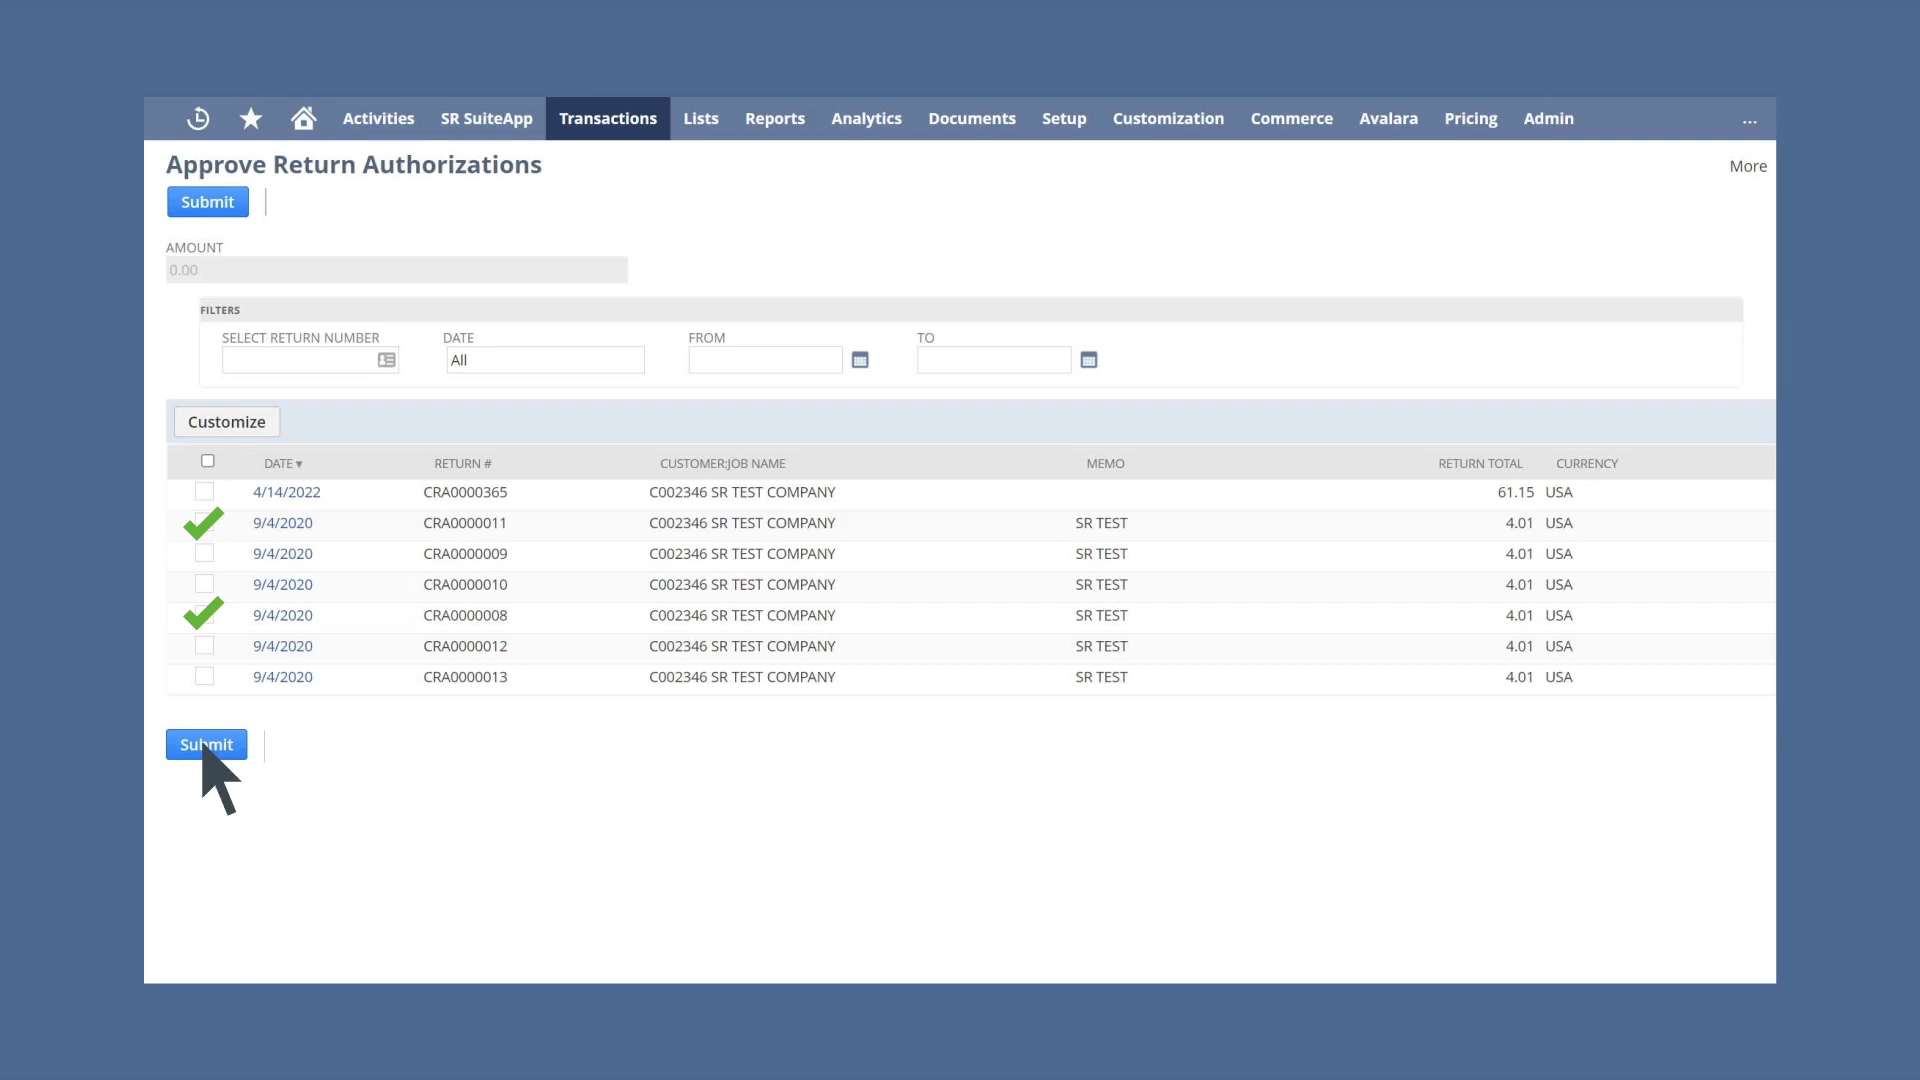 Activities SR SuiteApp Transactions Lists Reports Analytics Documents Setup Customization Commerce Avalara Pricing Admin ...
Approve Return Authorizations More
Submit
AMOUNT
0.00
FILTERS
SELECT RETURN NUMBER DATE FROM TO
All
Customize
DATE▼ RETURN # CUSTOMER:JOB NAME MEMO RETURN TOTAL CURRENCY
4/14/2022 CRA0000365 C002346 SR TEST COMPANY 61.15 USA
9/4/2020 CRA0000011 C002346 SR TEST COMPANY SR TEST 4.01 USA
9/4/2020 CRA0000009 C002346 SR TEST COMPANY SR TEST 4.01 USA
9/4/2020 CRA0000010 C002346 SR TEST COMPANY SR TEST 4.01 USA
9/4/2020 CRA0000008 C002346 SR TEST COMPANY SR TEST 4.01 USA
9/4/2020 CRA0000012 C002346 SR TEST COMPANY SR TEST 4.01 USA
9/4/2020 CRA0000013 C002346 SR TEST COMPANY SR TEST 4.01 USA
Submit